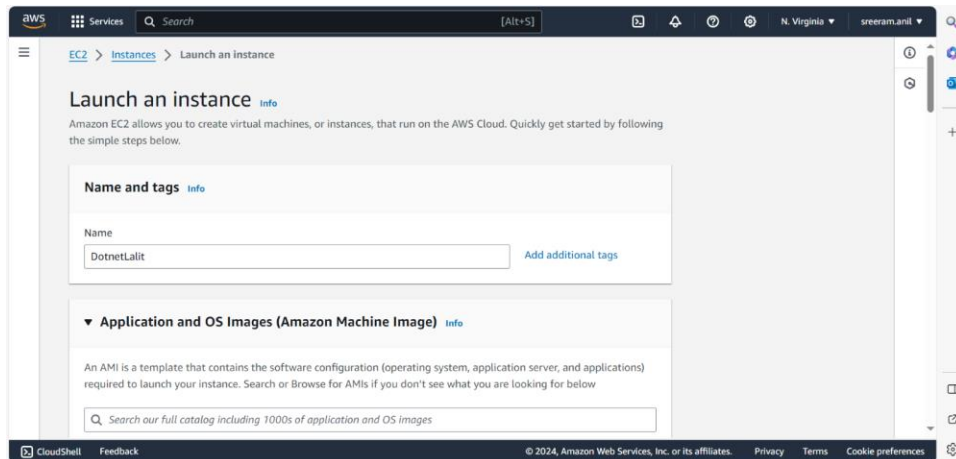 aws Services Search [Alt+S] N. Virginia ▼ sreeram.anil ▼
EC2 > Instances > Launch an instance
Launch an instance Info
Amazon EC2 allows you to create virtual machines, or instances, that run on the AWS Cloud. Quickly get started by following
the simple steps below.
Name and tags Info
Name
DotnetLalit Add additional tags
▼ Application and OS Images (Amazon Machine Image) Info
An AMI is a template that contains the software configuration (operating system, application server, and applications)
required to launch your instance. Search or Browse for AMIs if you don't see what you are looking for below
Search our full catalog including 1000s of application and OS images
CloudShell Feedback © 2024, Amazon Web Services, Inc. or its affiliates. Privacy Terms Cookie preferences